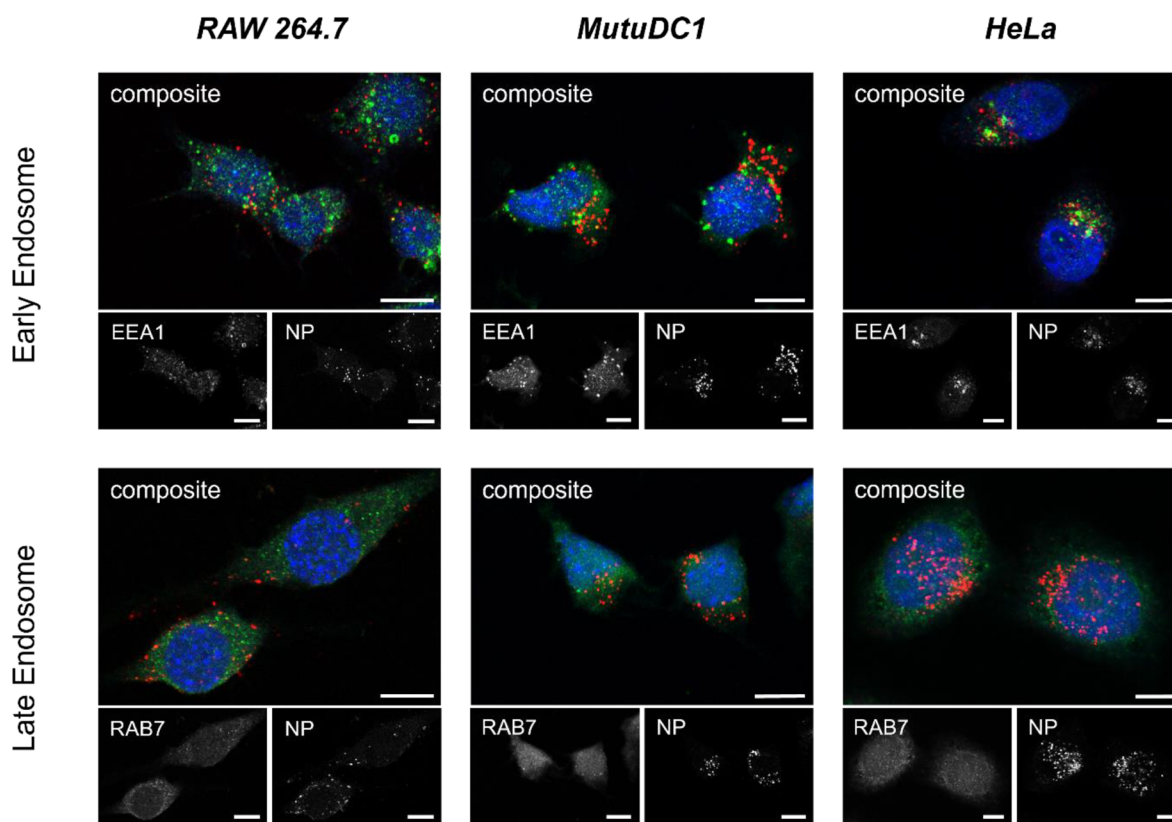 RAW 264.7 MutuDC1 HeLa
Early Endosome
composite composite composite
EEA1 NP EEA1 NP EEA1 NP
Late Endosome
composite composite composite
RAB7 NP RAB7 NP RAB7 NP